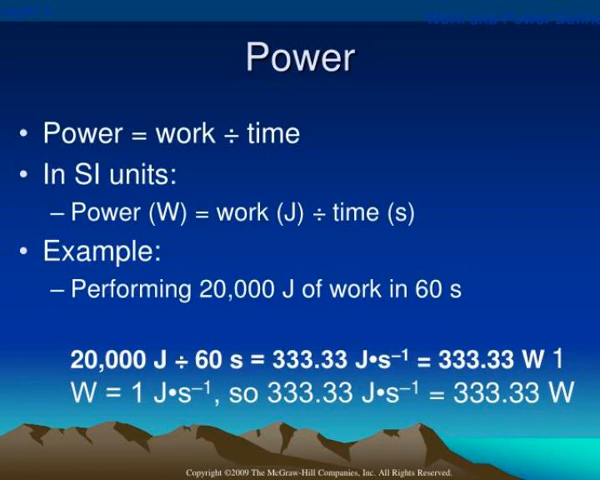 Power
• Power = work ÷ time
• In SI units:
– Power (W) = work (J) ÷ time (s)
• Example:
– Performing 20,000 J of work in 60 s
20,000 J ÷ 60 s = 333.33 J•s⁻¹ = 333.33 W 1
W = 1 J•s⁻¹, so 333.33 J•s⁻¹ = 333.33 W
Copyright ©2009 The McGraw-Hill Companies, Inc. All Rights Reserved.